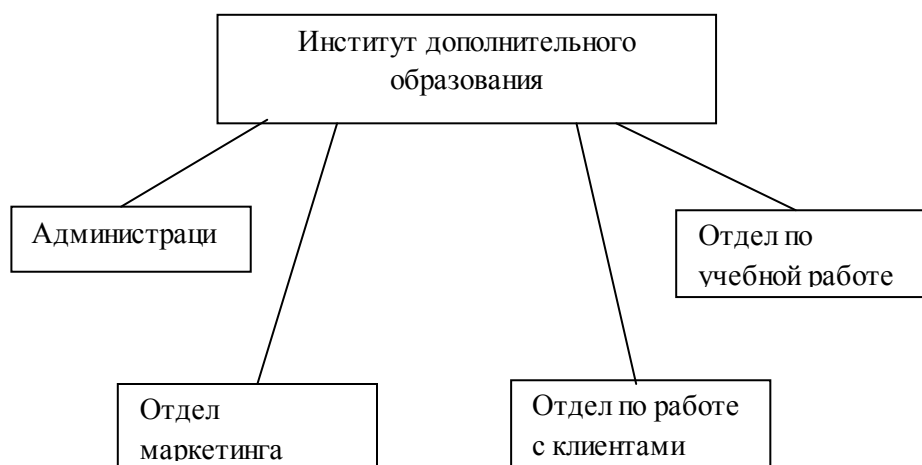 Институт дополнительного
образования
Администраци
Отдел по
учебной работе
Отдел
маркетинга
Отдел по работе
с клиентами